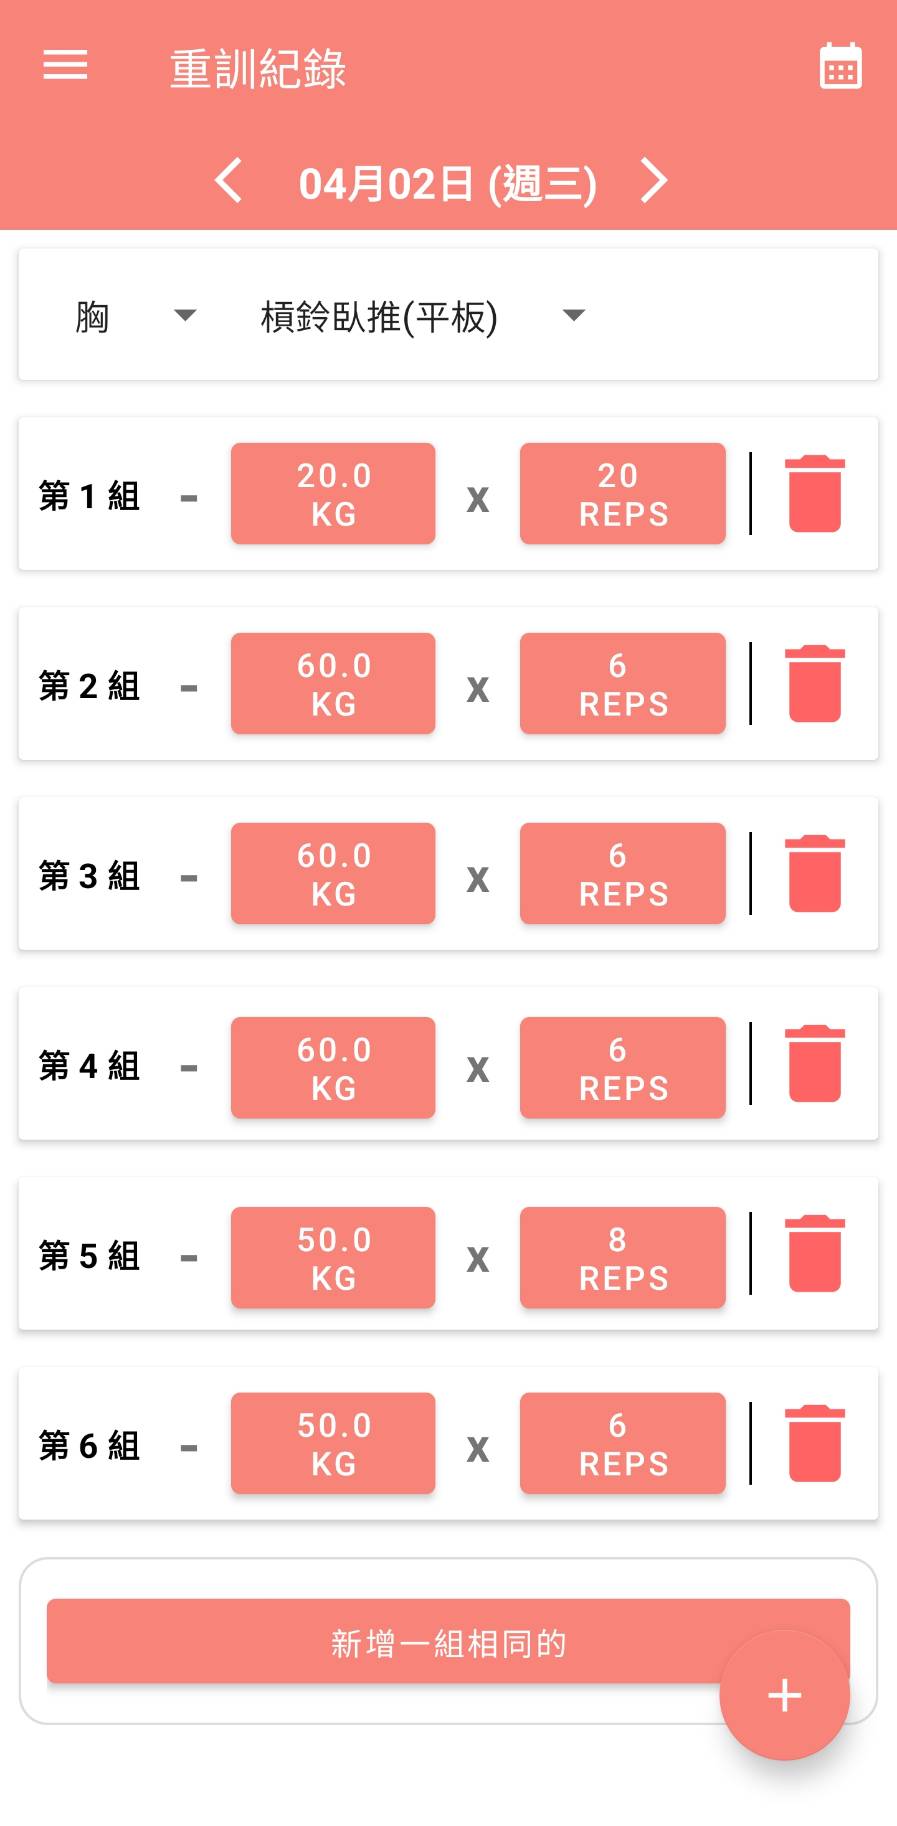 重訓紀錄
04月02日 (週三)
胸 槓鈴臥推(平板)
第 1 組 - 20.0 KG x 20 REPS
第 2 組 - 60.0 KG x 6 REPS
第 3 組 - 60.0 KG x 6 REPS
第 4 組 - 60.0 KG x 6 REPS
第 5 組 - 50.0 KG x 8 REPS
第 6 組 - 50.0 KG x 6 REPS
新增一組相同的
+